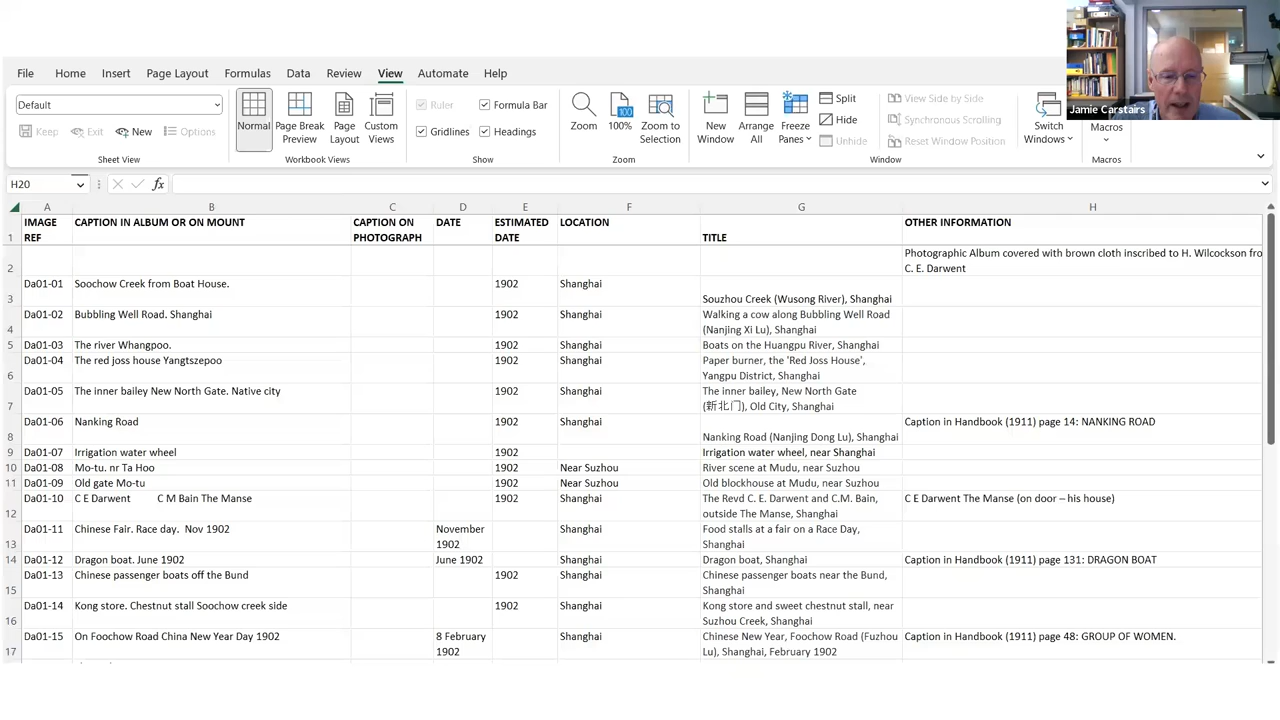 Jamie Carstairs
File Home Insert Page Layout Formulas Data Review View Automate Help
Default
Keep Exit New Options
Sheet View
Normal Page Break Preview Page Layout Custom Views
Workbook Views
Ruler Formula Bar
Gridlines Headings
Show
Zoom 100% Zoom to Selection
Zoom
New Window Arrange All Freeze Panes
Split
Hide
Unhide
View Side by Side
Synchronous Scrolling
Reset Window Position
Switch Windows
Window
Macros
Macros
H20 fx
A B C D E F G H
1 IMAGE REF CAPTION IN ALBUM OR ON MOUNT CAPTION ON PHOTOGRAPH DATE ESTIMATED DATE LOCATION TITLE OTHER INFORMATION
2 Photographic Album covered with brown cloth inscribed to H. Wilcockson fro C. E. Darwent
3 Da01-01 Soochow Creek from Boat House. 1902 Shanghai Souzhou Creek (Wusong River), Shanghai
4 Da01-02 Bubbling Well Road. Shanghai 1902 Shanghai Walking a cow along Bubbling Well Road (Nanjing Xi Lu), Shanghai
5 Da01-03 The river Whangpoo. 1902 Shanghai Boats on the Huangpu River, Shanghai
6 Da01-04 The red joss house Yangtszepoo 1902 Shanghai Paper burner, the 'Red Joss House', Yangpu District, Shanghai
7 Da01-05 The inner bailey New North Gate. Native city 1902 Shanghai The inner bailey, New North Gate (新北门), Old City, Shanghai
8 Da01-06 Nanking Road 1902 Shanghai Nanking Road (Nanjing Dong Lu), Shanghai Caption in Handbook (1911) page 14: NANKING ROAD
9 Da01-07 Irrigation water wheel 1902 Irrigation water wheel, near Shanghai
10 Da01-08 Mo-tu. nr Ta Hoo 1902 Near Suzhou River scene at Mudu, near Suzhou
11 Da01-09 Old gate Mo-tu 1902 Near Suzhou Old blockhouse at Mudu, near Suzhou
12 Da01-10 C E Darwent C M Bain The Manse 1902 Shanghai The Revd C. E. Darwent and C.M. Bain, outside The Manse, Shanghai C E Darwent The Manse (on door – his house)
13 Da01-11 Chinese Fair. Race day. Nov 1902 November 1902 Shanghai Food stalls at a fair on a Race Day, Shanghai
14 Da01-12 Dragon boat. June 1902 June 1902 Shanghai Dragon boat, Shanghai Caption in Handbook (1911) page 131: DRAGON BOAT
15 Da01-13 Chinese passenger boats off the Bund 1902 Shanghai Chinese passenger boats near the Bund, Shanghai
16 Da01-14 Kong store. Chestnut stall Soochow creek side 1902 Shanghai Kong store and sweet chestnut stall, near Suzhou Creek, Shanghai
17 Da01-15 On Foochow Road China New Year Day 1902 8 February 1902 Shanghai Chinese New Year, Foochow Road (Fuzhou Lu), Shanghai, February 1902 Caption in Handbook (1911) page 48: GROUP OF WOMEN.